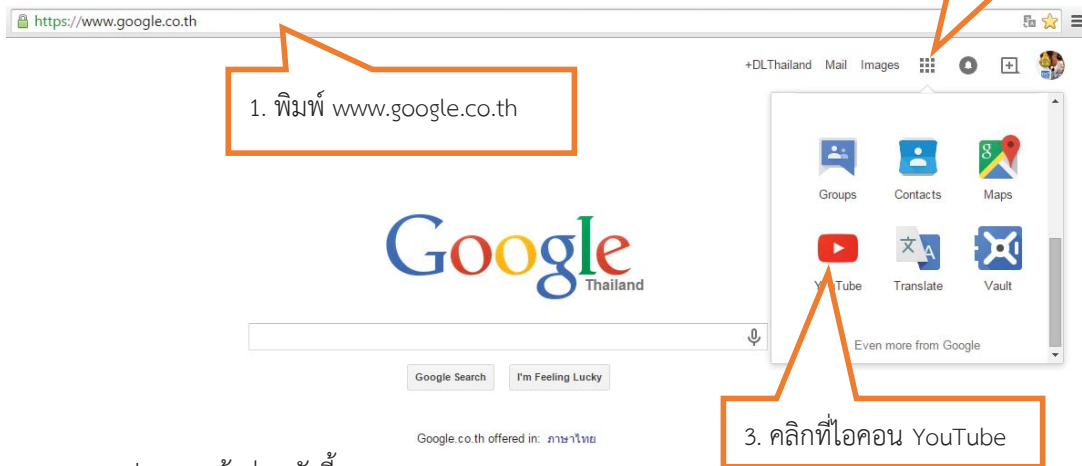 https://www.google.co.th
+DLThailand Mail Images
1. พิมพ์ www.google.co.th
Groups Contacts Maps
Google
Thailand
YouTube Translate Vault
Even more from Google
Google Search I'm Feeling Lucky
Google.co.th offered in: ภาษาไทย
3. คลิกที่ไอคอน YouTube